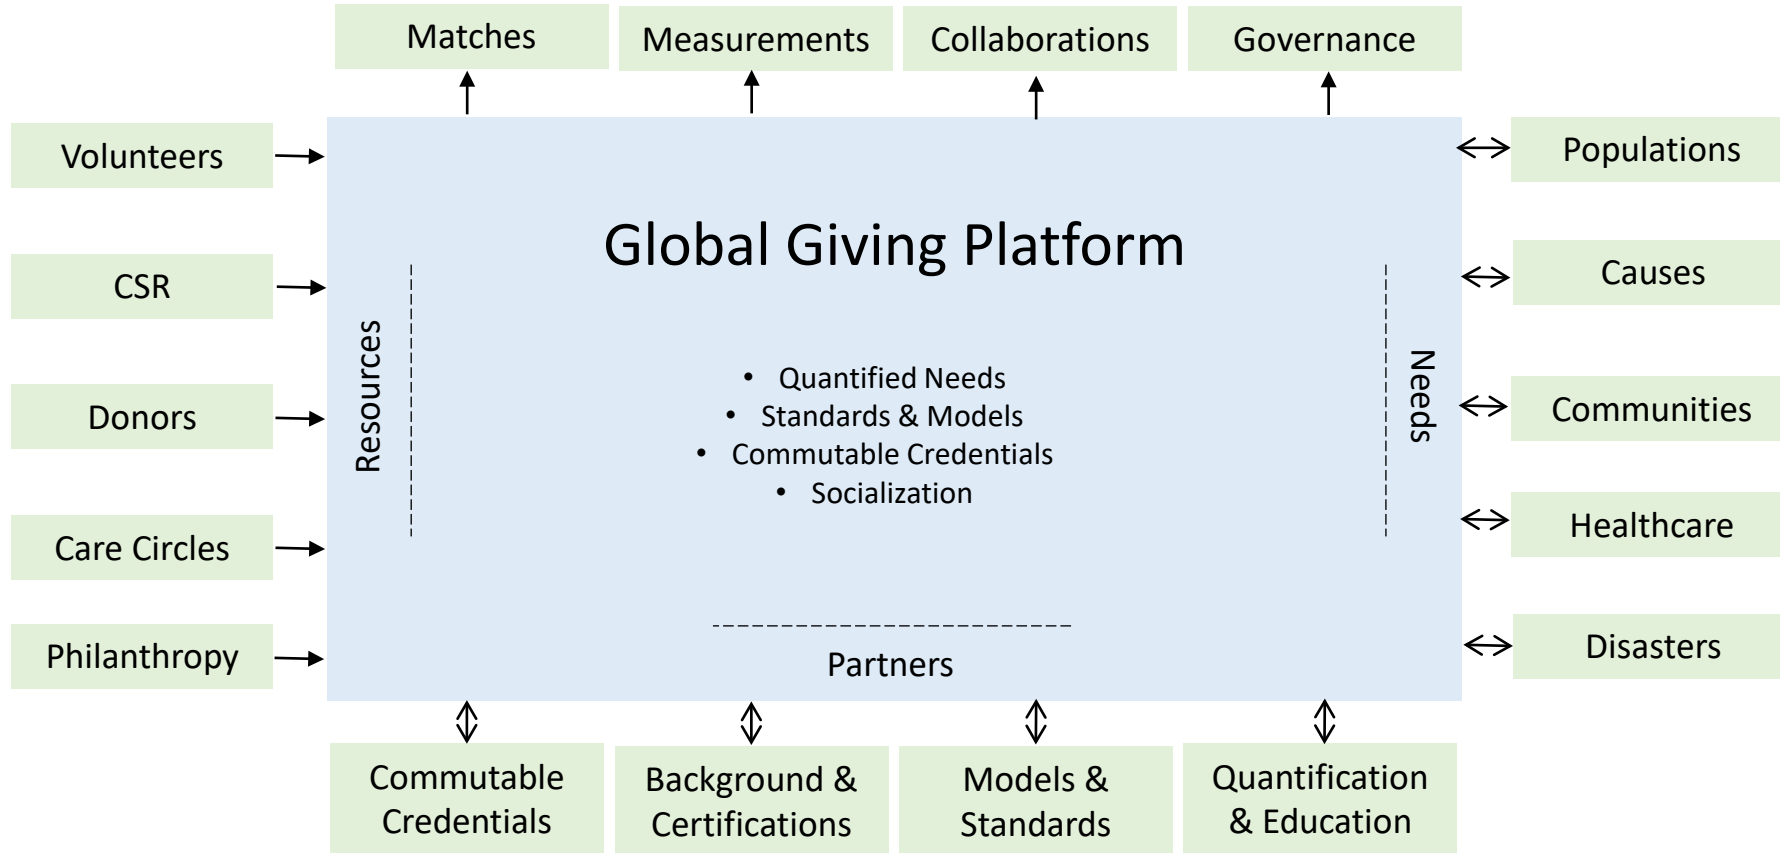 Matches
Measurements
Collaborations
Governance
Volunteers
CSR
Donors
Care Circles
Philanthropy
Global Giving Platform
Resources
• Quantified Needs
• Standards & Models
• Commutable Credentials
• Socialization
Needs
Partners
Populations
Causes
Communities
Healthcare
Disasters
Commutable
Credentials
Background &
Certifications
Models &
Standards
Quantification
& Education